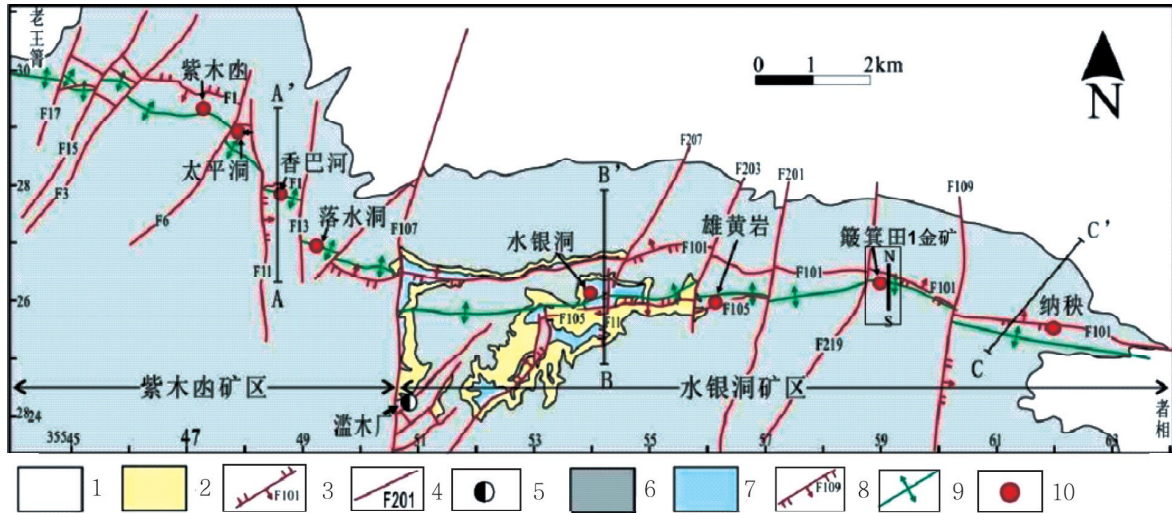 老王箐
30
28
26
2824
紫木凼
F1
A'
太平洞
香巴河
F1
F17
F15
F3
F6
F13
落水洞
F11
A
F107
0 1 2km
N
F207
F203
F201
F109
B'
水银洞
雄黄岩
F101
F101
簸箕田1金矿
N
S
F101
F105
F11
F105
F219
B
C'
纳秧
F101
C
紫木凼矿区
水银洞矿区
滥木厂
者相
3545 47 49 51 53 55 57 59 61 63
1 2 F101 3 F201 4 5 6 7 F109 8 9 10